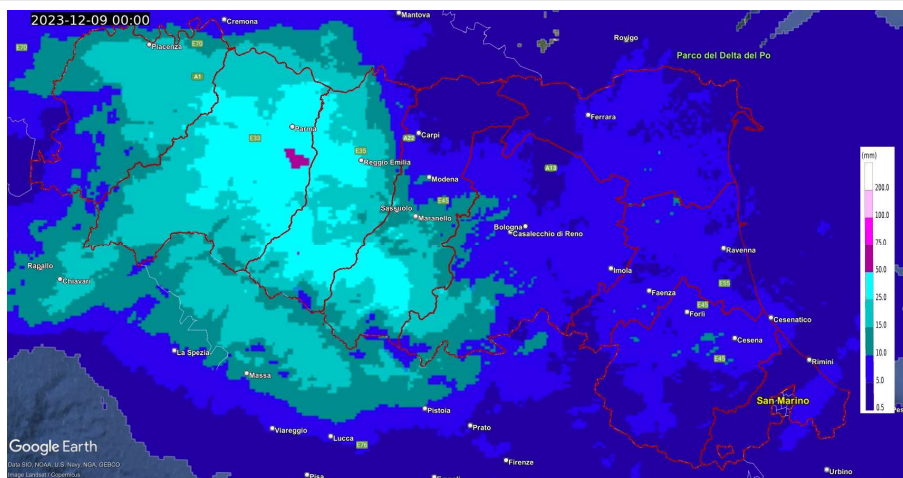 2023-12-09 00:00
Cremona
Mantova
E70
Piacenza
E70
Rovigo
Parco del Delta del Po
A1
Parma
Ferrara
A22
Carpi
E35
Reggio Emilia
A13
Modena
E45
Sassuolo
Maranello
Bologna
Casalecchio di Reno
Ravenna
Rapallo
Chiavari
Imola
E55
Faenza
E45
Forlì
Cesenatico
Cesena
La Spezia
E45
Rimini
Massa
San Marino
Pistoia
Viareggio
Prato
Lucca
E76
Firenze
Urbino
Pisa
(mm)
200.0
100.0
75.0
50.0
25.0
15.0
10.0
5.0
0.5
Google Earth
Data SIO, NOAA, U.S. Navy, NGA, GEBCO
Image Landsat / Copernicus